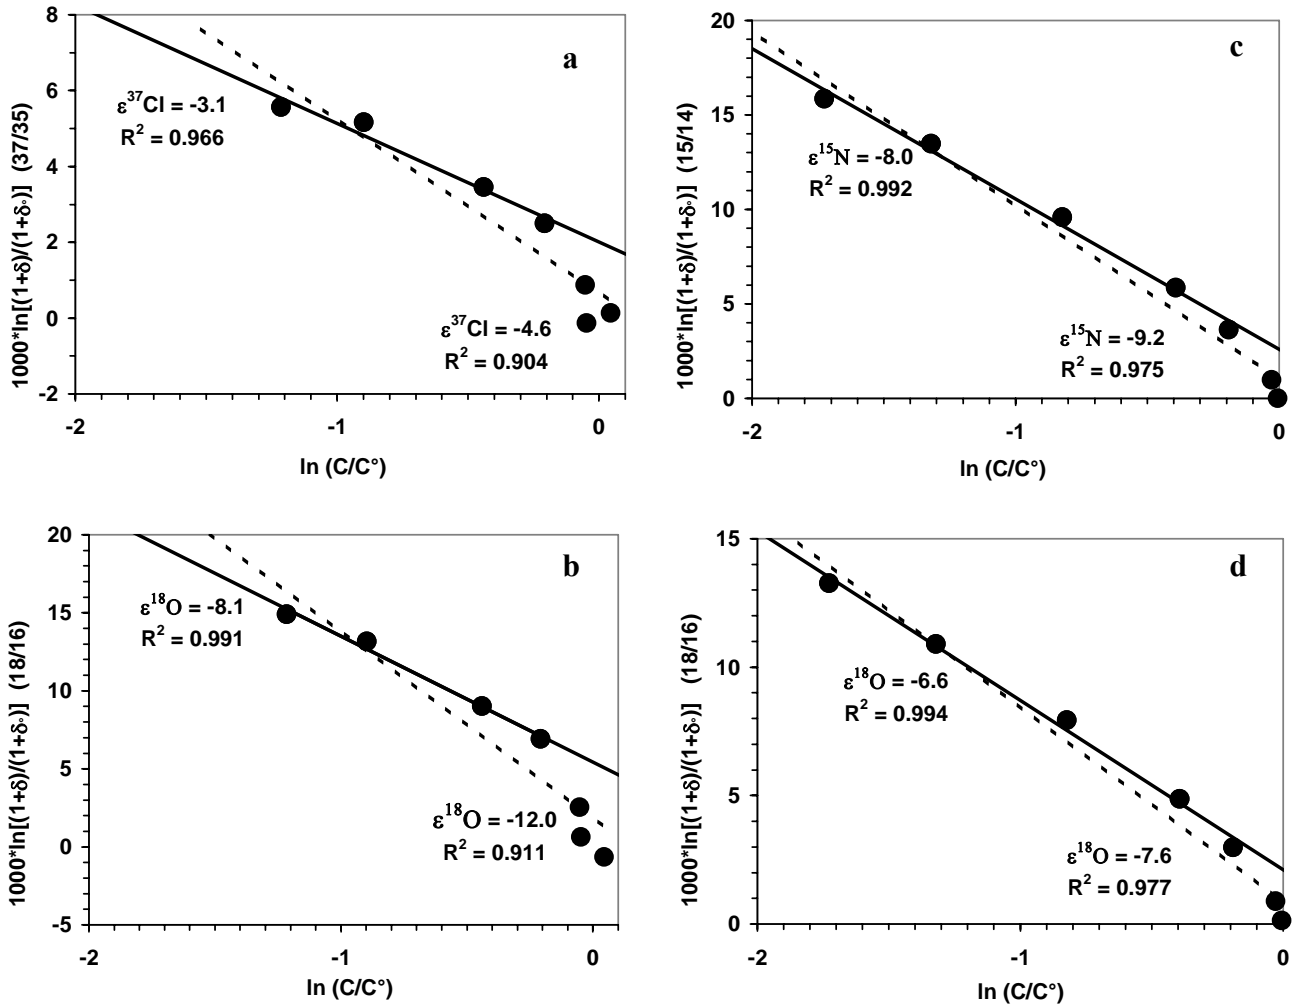 a
1000*ln[(1+δ)/(1+δ°)] (37/35)
8
6
4
2
0
-2
ε³⁷Cl = -3.1
R² = 0.966
ε³⁷Cl = -4.6
R² = 0.904
-2
-1
0
ln (C/C°)
c
1000*ln[(1+δ)/(1+δ°)] (15/14)
20
15
10
5
0
ε¹⁵N = -8.0
R² = 0.992
ε¹⁵N = -9.2
R² = 0.975
-2
-1
0
ln (C/C°)
b
1000*ln[(1+δ)/(1+δ°)] (18/16)
20
15
10
5
0
-5
ε¹⁸O = -8.1
R² = 0.991
ε¹⁸O = -12.0
R² = 0.911
-2
-1
0
ln (C/C°)
d
1000*ln[(1+δ)/(1+δ°)] (18/16)
15
10
5
0
ε¹⁸O = -6.6
R² = 0.994
ε¹⁸O = -7.6
R² = 0.977
-2
-1
0
ln (C/C°)